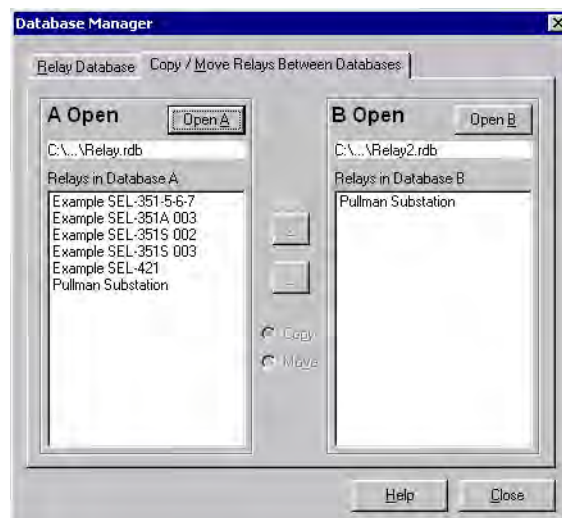 Database Manager
Relay Database
Copy / Move Relays Between Databases
A Open
Open A
C:\...\Relay.rdb
Relays in Database A
Example SEL-351-5-6-7
Example SEL-351A 003
Example SEL-351S 002
Example SEL-351S 003
Example SEL-421
Pullman Substation
Copy
Move
B Open
Open B
C:\...\Relay2.rdb
Relays in Database B
Pullman Substation
Help
Close